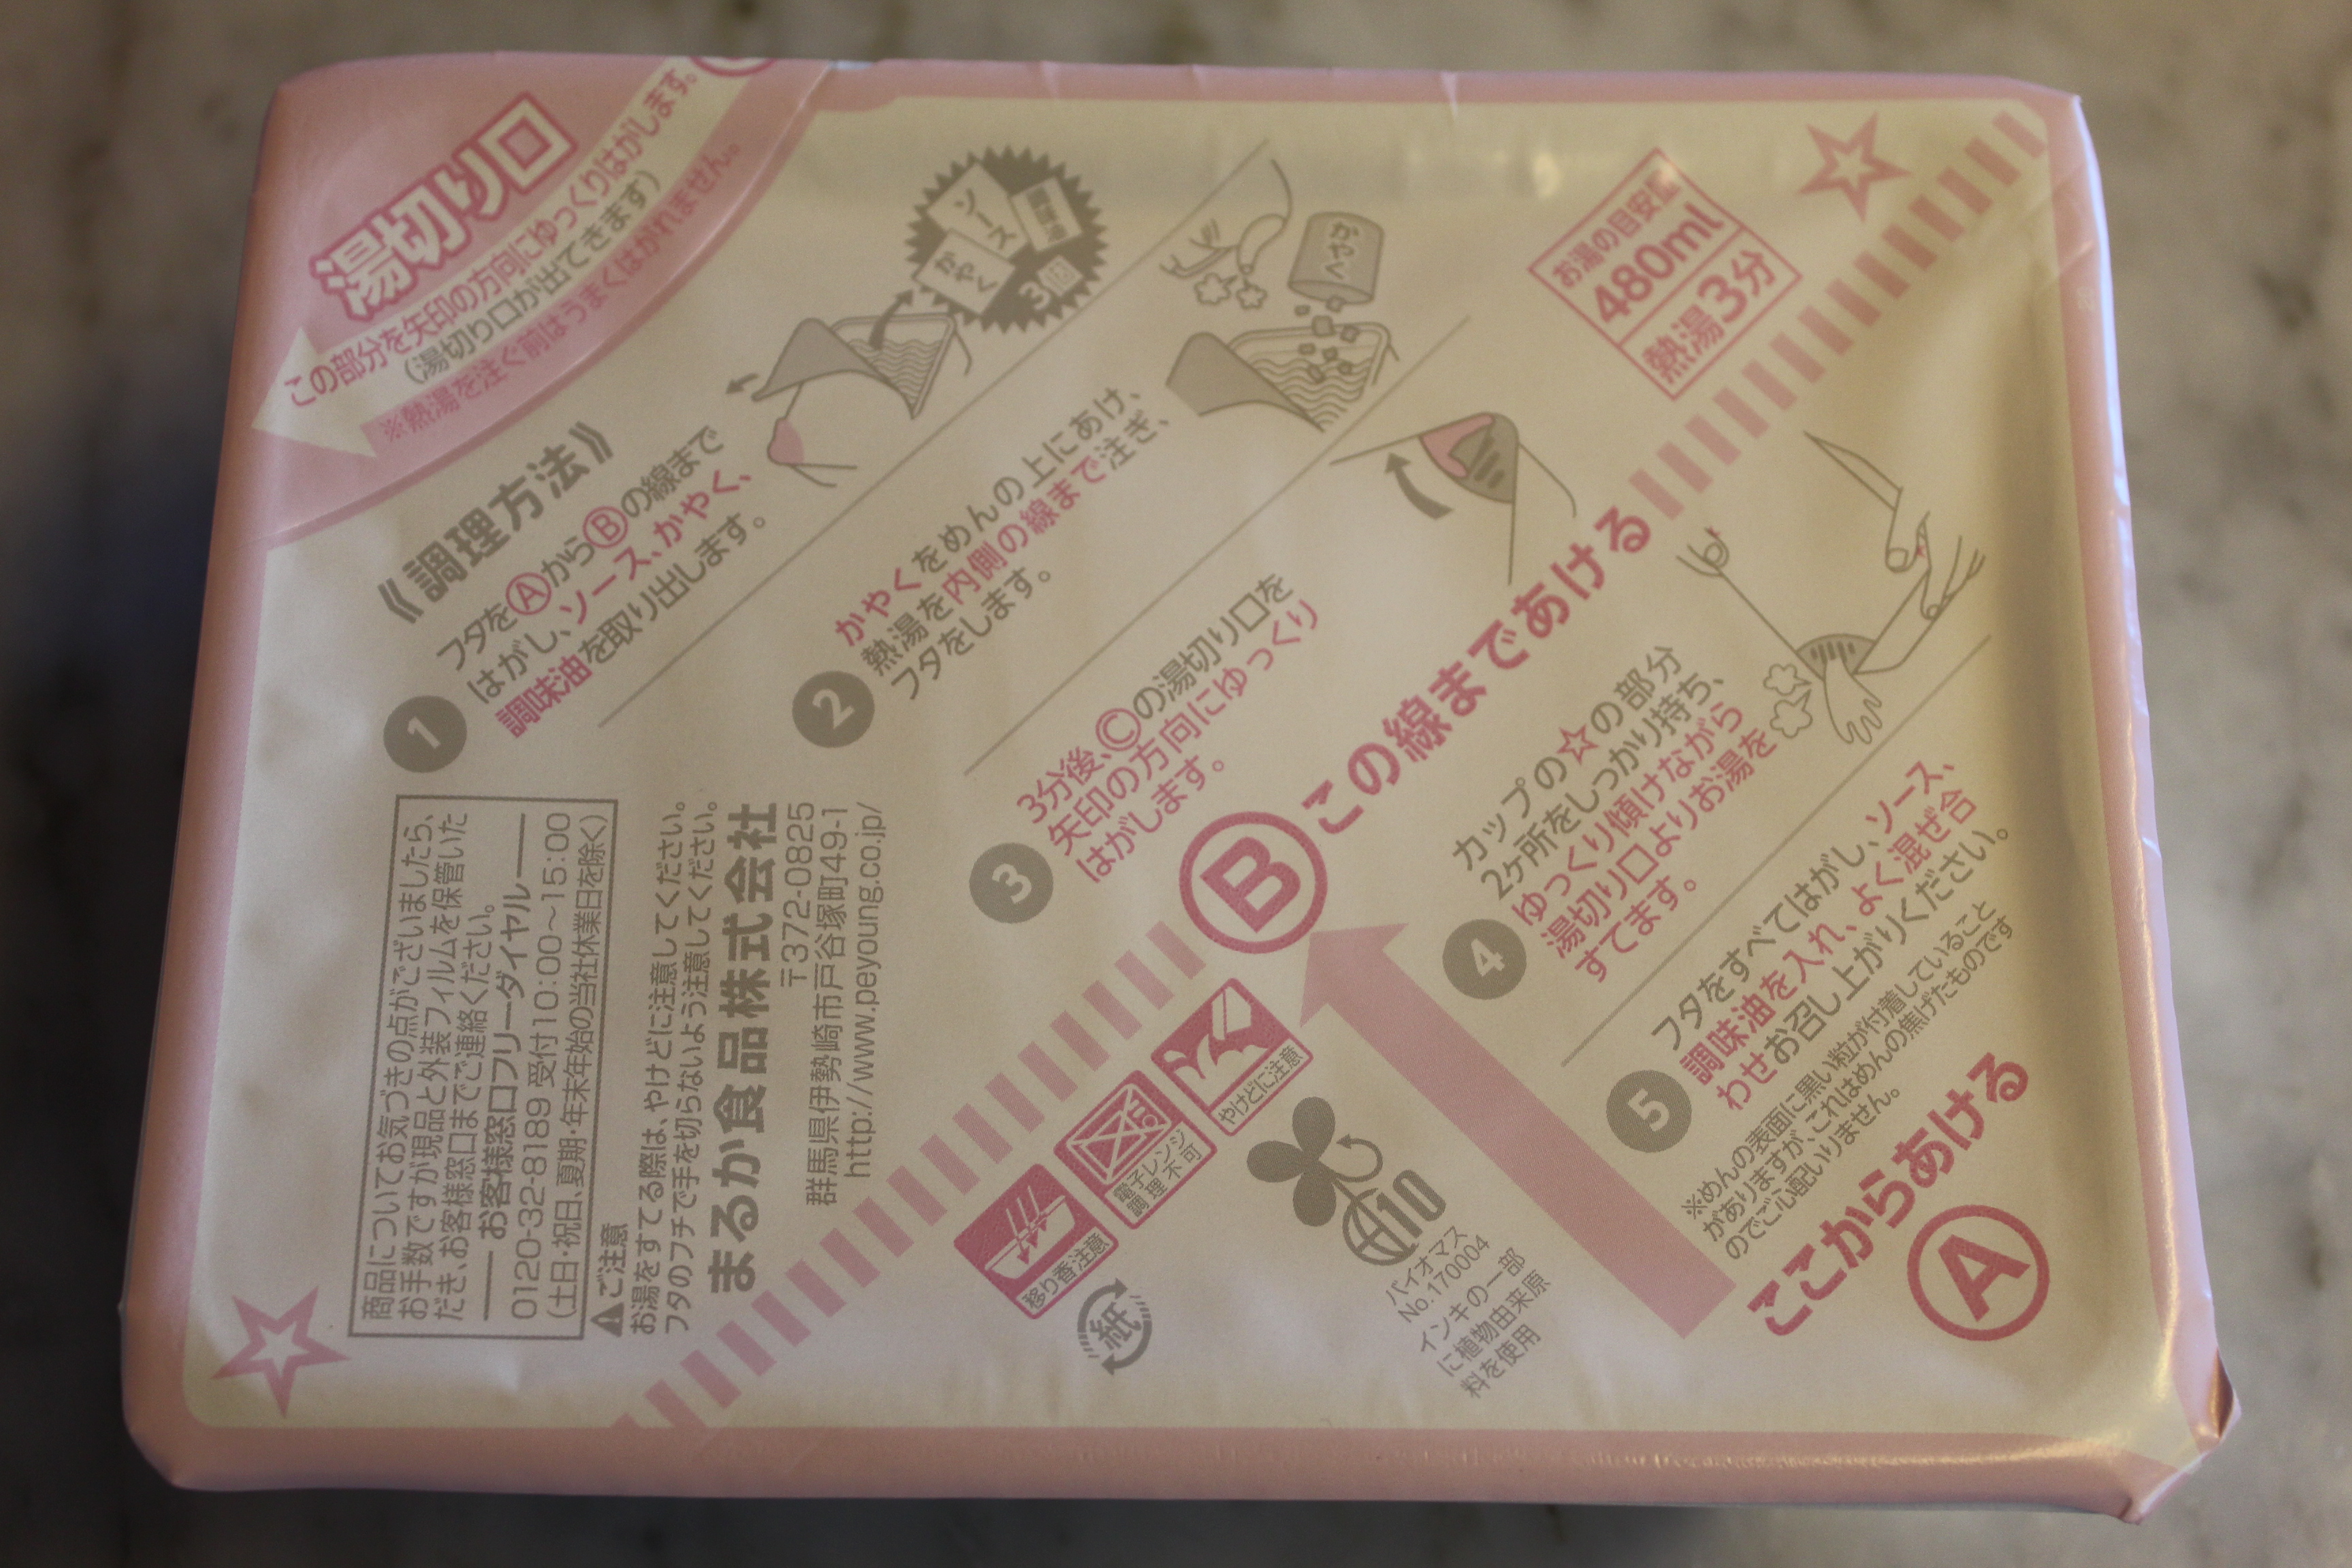 湯切り口
この部分を矢印の方向にゆっくりはがします。
(湯切り口が出てきます)
※熱湯を注ぐ前はうまくはがれません。
《調理方法》
1
フタをⒶからⒷの線まで
はがし、ソース、かやく、
調味油を取り出します。
ソース
調味油
かやく
3個
2
かやくをめんの上にあけ、
熱湯を内側の線まで注ぎ、
フタをします。
かやく
3
3分後、Ⓒの湯切り口を
矢印の方向にゆっくり
はがします。
お湯の目安量
480ml
熱湯3分
B
この線まであける
4
カップの☆の部分
2ヶ所をしっかり持ち、
ゆっくり傾けながら
湯切り口よりお湯を
すてます。
5
フタをすべてはがし、ソース、
調味油を入れ、よく混ぜ合
わせお召し上がりください。
※めんの表面に黒い粒が付着していること
がありますが、これはめんの焦げたものです
のでご心配いりません。
ここからあける
A
商品についてお気づきの点がございましたら、
お手数ですが現品と外装フィルムを保管いた
だき、お客様窓口までご連絡ください。
お客様窓口フリーダイヤル
0120-32-8189 受付10:00~15:00
(土日・祝日、夏期・年末年始の当社休業日を除く)
ご注意
お湯をすてる際は、やけどに注意してください。
フタのフチで手を切らないよう注意してください。
まるか食品株式会社
〒372-0825
群馬県伊勢崎市戸谷塚町49-1
http://www.peyoung.co.jp/
移り香注意
電子レンジ
調理不可
やけどに注意
紙
10
バイオマス
No.170004
インキの一部
に植物由来原
料を使用